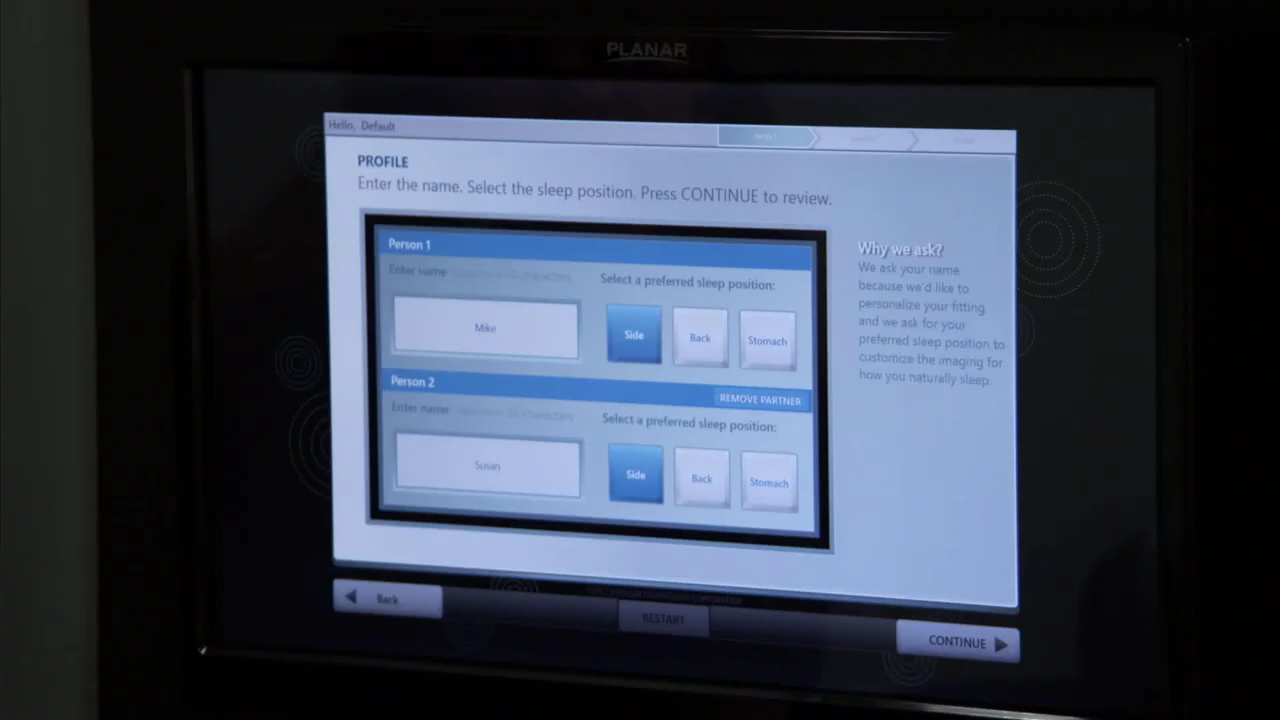 PLANAR
Hello, Default
PROFILE
Enter the name. Select the sleep position. Press CONTINUE to review.
Person 1
Enter name
characters
Select a preferred sleep position:
Mike
Side
Back
Stomach
Person 2
REMOVE PARTNER
Enter name
characters
Select a preferred sleep position:
Susan
Side
Back
Stomach
Why we ask?
We ask your name
because we'd like to
personalize your fitting,
and we ask for your
preferred sleep position to
customize the imaging for
how you naturally sleep.
Back
RESTART
CONTINUE